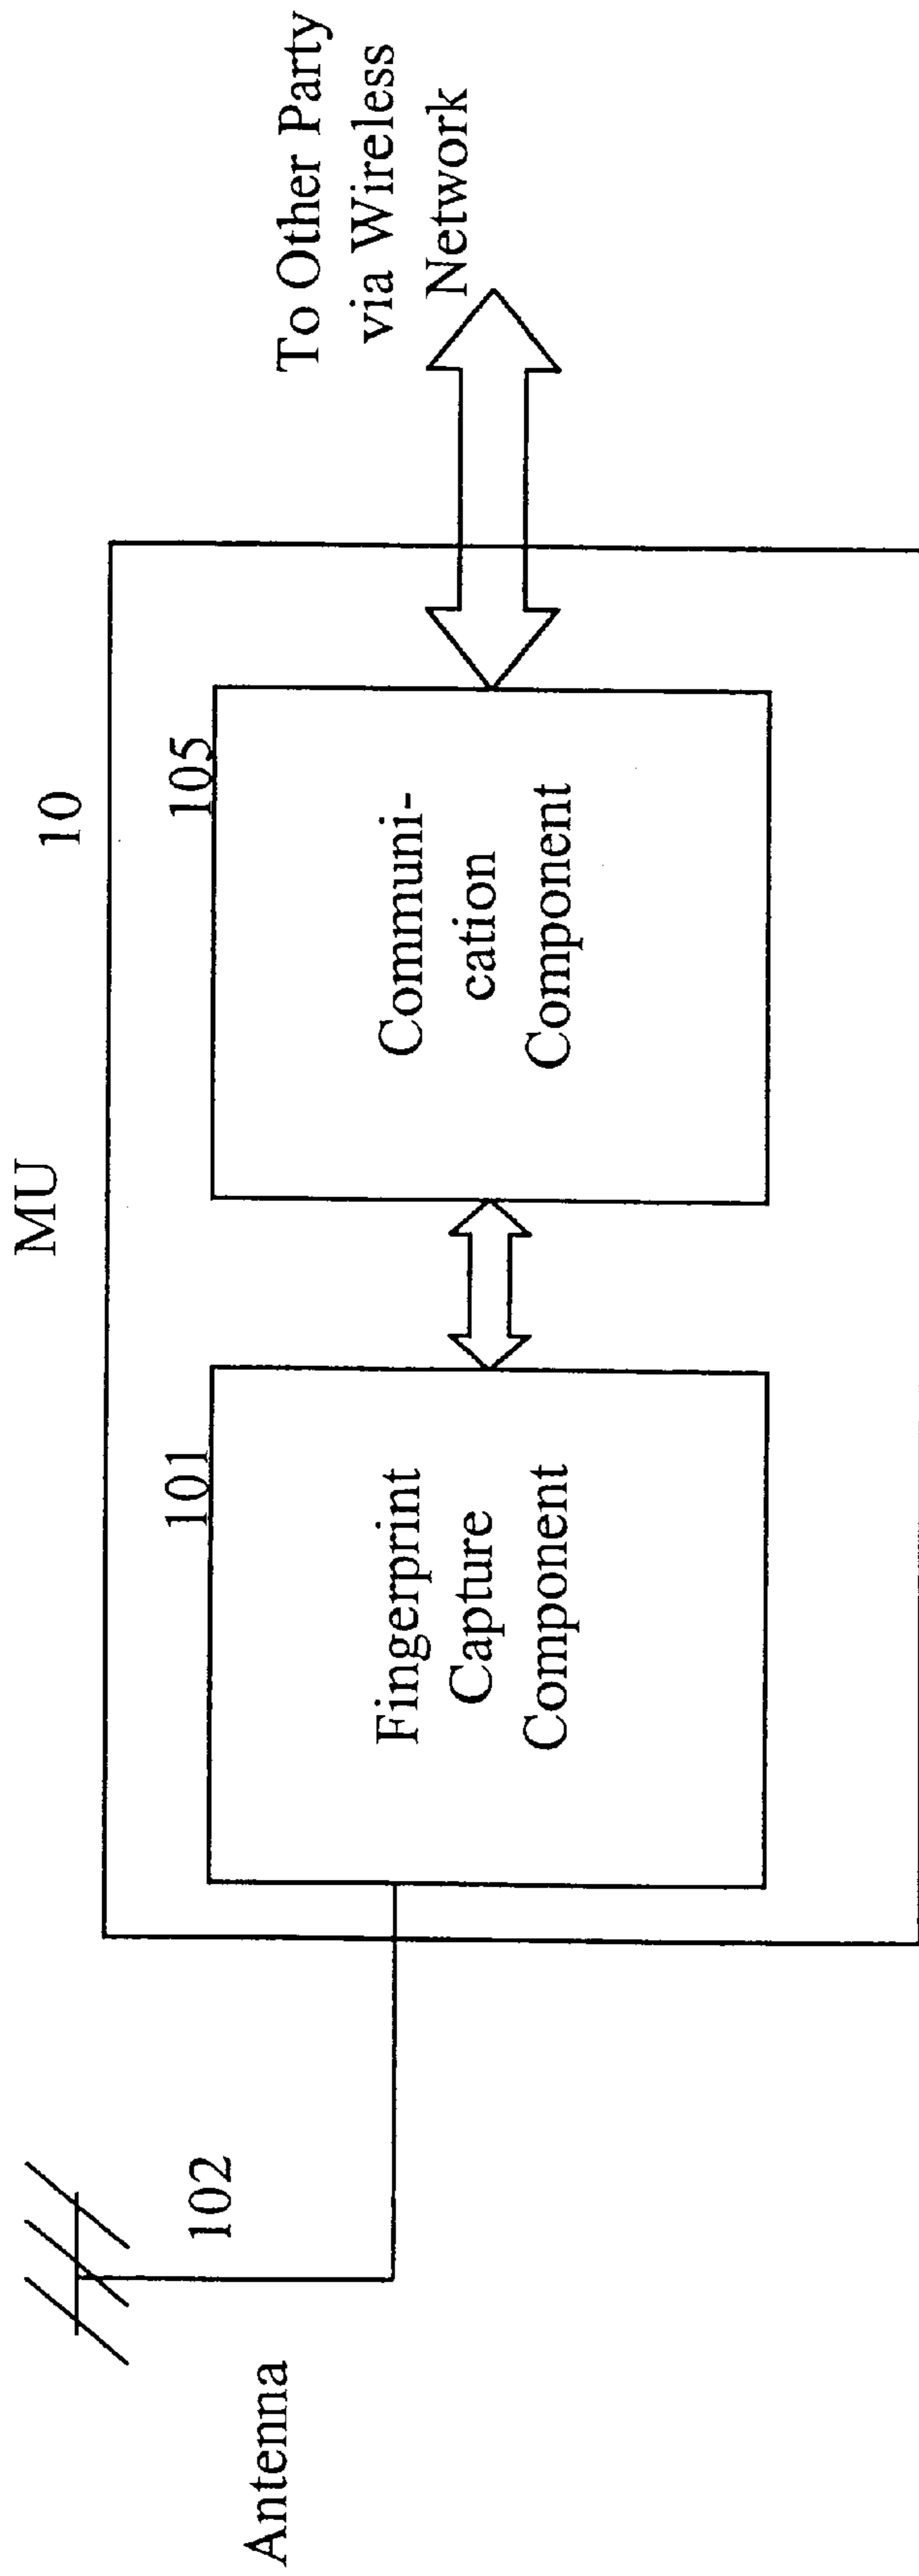 MU
10
To Other Party
via Wireless
Network
101
Fingerprint
Capture
Component
105
Communi-
cation
Component
102
Antenna